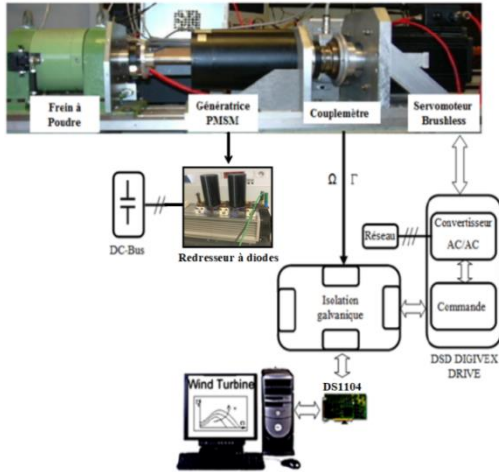 Frein à
Poudre
Génératrice
PMSM
Couplemètre
Servomoteur
Brushless
Ω Γ
DC-Bus
Redresseur à diodes
Réseau
Convertisseur
AC/AC
Isolation
galvanique
Commande
DSD DIGIVEX
DRIVE
DS1104
Wind Turbine